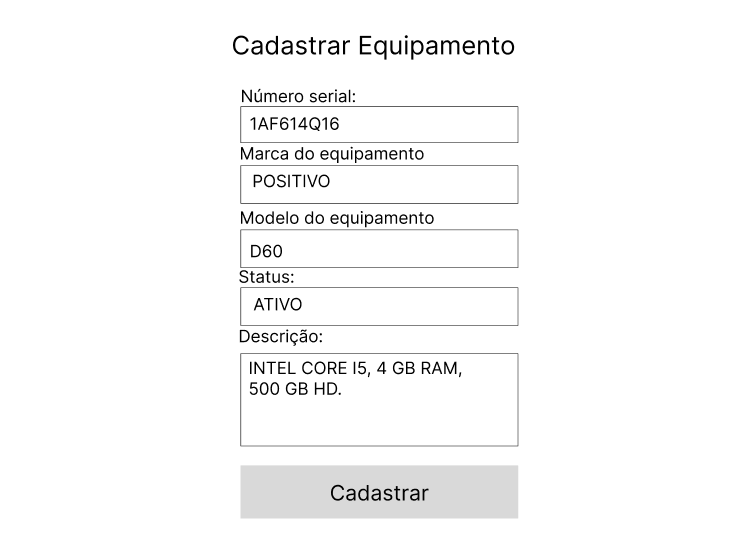 Cadastrar Equipamento
Número serial:
1AF614Q16
Marca do equipamento
POSITIVO
Modelo do equipamento
D60
Status:
ATIVO
Descrição:
INTEL CORE I5, 4 GB RAM,
500 GB HD.
Cadastrar